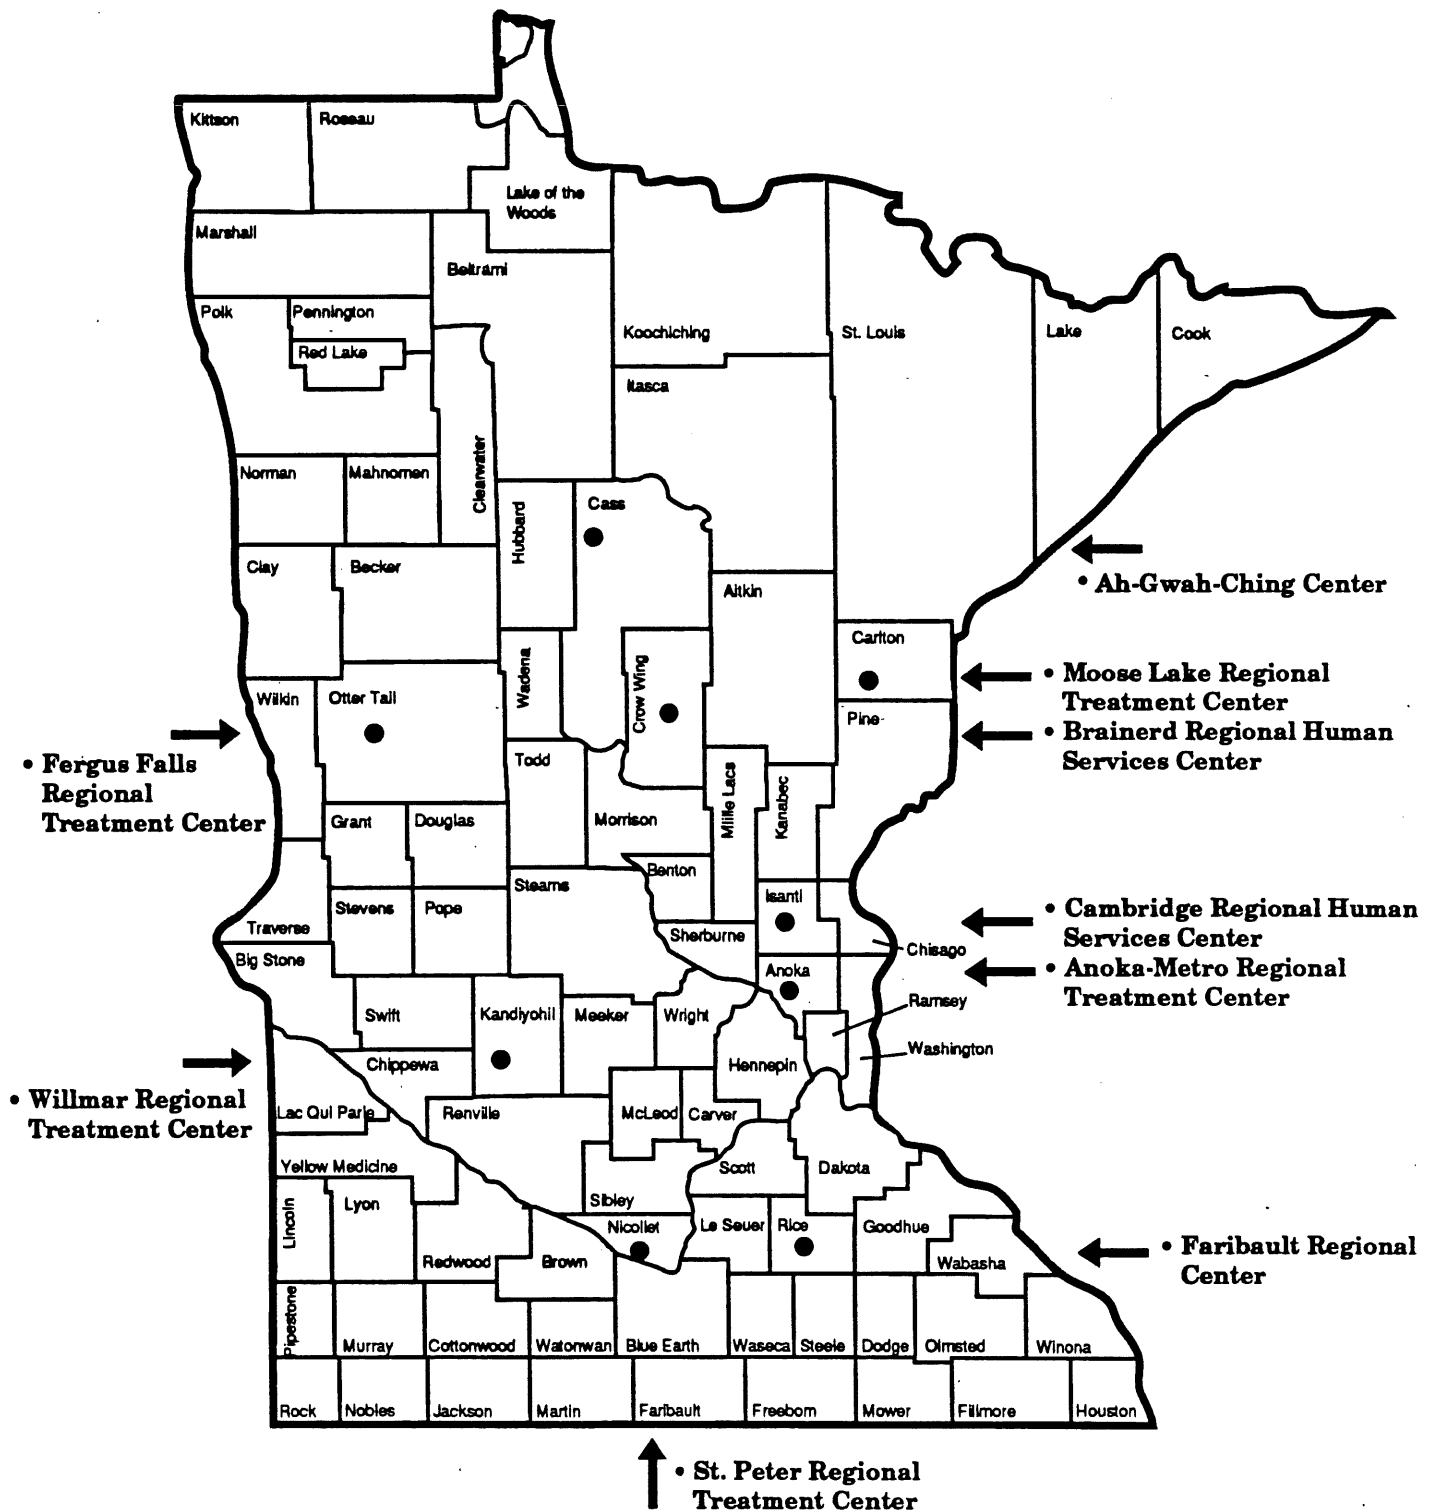 Kittson
Roseau
Lake of the
Woods
Marshall
Beltrami
Polk
Pennington
Red Lake
Koochiching
St. Louis
Lake
Cook
Itasca
Clearwater
Norman
Mahnomen
Cass
Hubbard
Clay
Becker
Aitkin
• Ah-Gwah-Ching Center
Carlton
Wadena
Crow Wing
Wilkin
Otter Tail
• Moose Lake Regional
Treatment Center
Pine
• Brainerd Regional Human
Services Center
• Fergus Falls
Regional
Treatment Center
Todd
Mille Lacs
Kanabec
Grant
Douglas
Morrison
Benton
Stearns
Isanti
Stevens
Pope
Traverse
Sherburne
• Cambridge Regional Human
Services Center
Chisago
Big Stone
Anoka
• Anoka-Metro Regional
Treatment Center
Ramsey
Swift
Kandiyohi
Meeker
Wright
Washington
Chippewa
Hennepin
• Willmar Regional
Treatment Center
Lac Qui Parle
Renville
McLeod
Carver
Yellow Medicine
Scott
Dakota
Lincoln
Lyon
Sibley
Nicollet
Le Seuer
Rice
Goodhue
Redwood
Brown
Wabasha
• Faribault Regional
Center
Pipestone
Murray
Cottonwood
Watonwan
Blue Earth
Waseca
Steele
Dodge
Olmsted
Winona
Rock
Nobles
Jackson
Martin
Faribault
Freeborn
Mower
Fillmore
Houston
• St. Peter Regional
Treatment Center